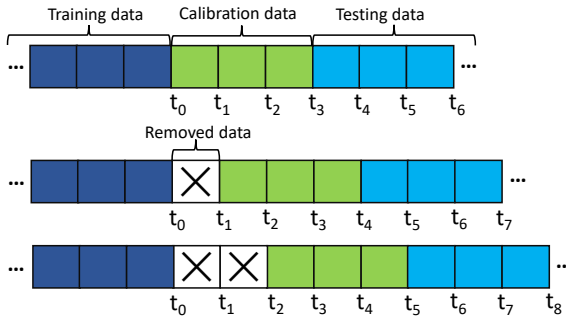 Training data Calibration data Testing data
... ...
t0 t1 t2 t3 t4 t5 t6
Removed data
... ...
t0 t1 t2 t3 t4 t5 t6 t7
... ..
t0 t1 t2 t3 t4 t5 t6 t7 t8